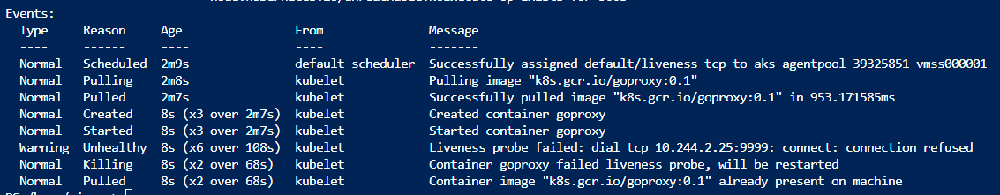 Events:
Type Reason Age From Message
---- ------ ---- ---- -------
Normal Scheduled 2m9s default-scheduler Successfully assigned default/liveness-tcp to aks-agentpool-39325851-vmss000001
Normal Pulling 2m8s kubelet Pulling image "k8s.gcr.io/goproxy:0.1"
Normal Pulled 2m7s kubelet Successfully pulled image "k8s.gcr.io/goproxy:0.1" in 953.171585ms
Normal Created 8s (x3 over 2m7s) kubelet Created container goproxy
Normal Started 8s (x3 over 2m7s) kubelet Started container goproxy
Warning Unhealthy 8s (x6 over 108s) kubelet Liveness probe failed: dial tcp 10.244.2.25:9999: connect: connection refused
Normal Killing 8s (x2 over 68s) kubelet Container goproxy failed liveness probe, will be restarted
Normal Pulled 8s (x2 over 68s) kubelet Container image "k8s.gcr.io/goproxy:0.1" already present on machine